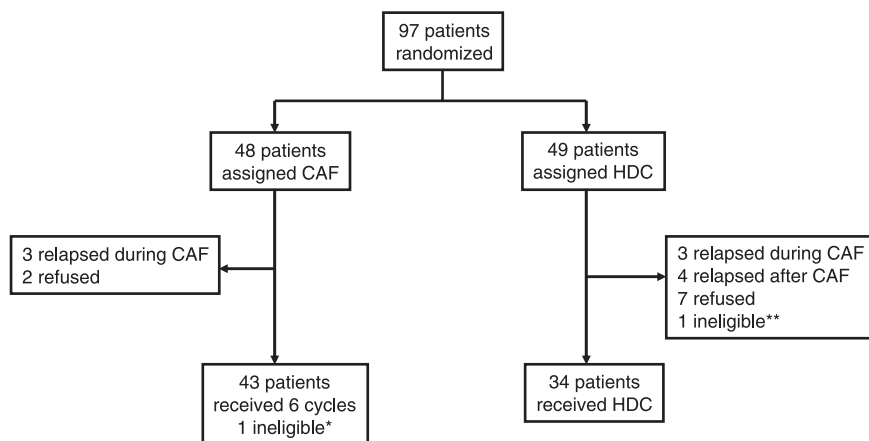 97 patients
randomized
48 patients
assigned CAF
49 patients
assigned HDC
3 relapsed during CAF
2 refused
3 relapsed during CAF
4 relapsed after CAF
7 refused
1 ineligible**
43 patients
received 6 cycles
1 ineligible*
34 patients
received HDC